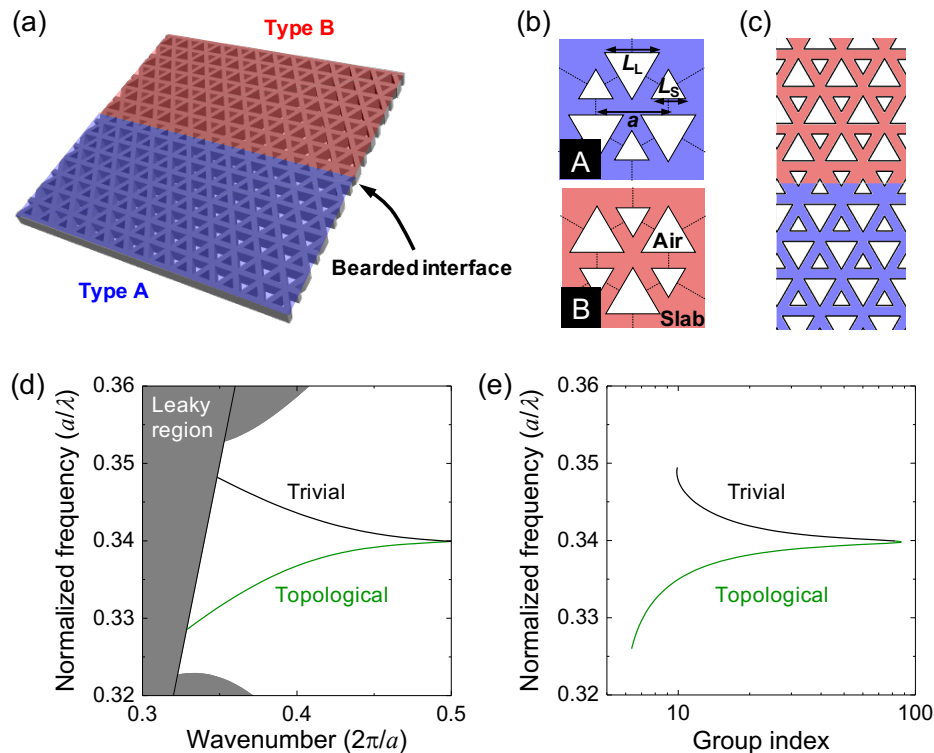 (a)
Type B
Type A
Bearded interface
(b)
L_L
L_S
a
A
Air
B
Slab
(c)
(d)
Normalized frequency (a/λ)
0.36
0.35
0.34
0.33
0.32
Leaky
region
Trivial
Topological
0.3
0.4
0.5
Wavenumber (2π/a)
(e)
Normalized frequency (a/λ)
0.36
0.35
0.34
0.33
0.32
Trivial
Topological
10
100
Group index